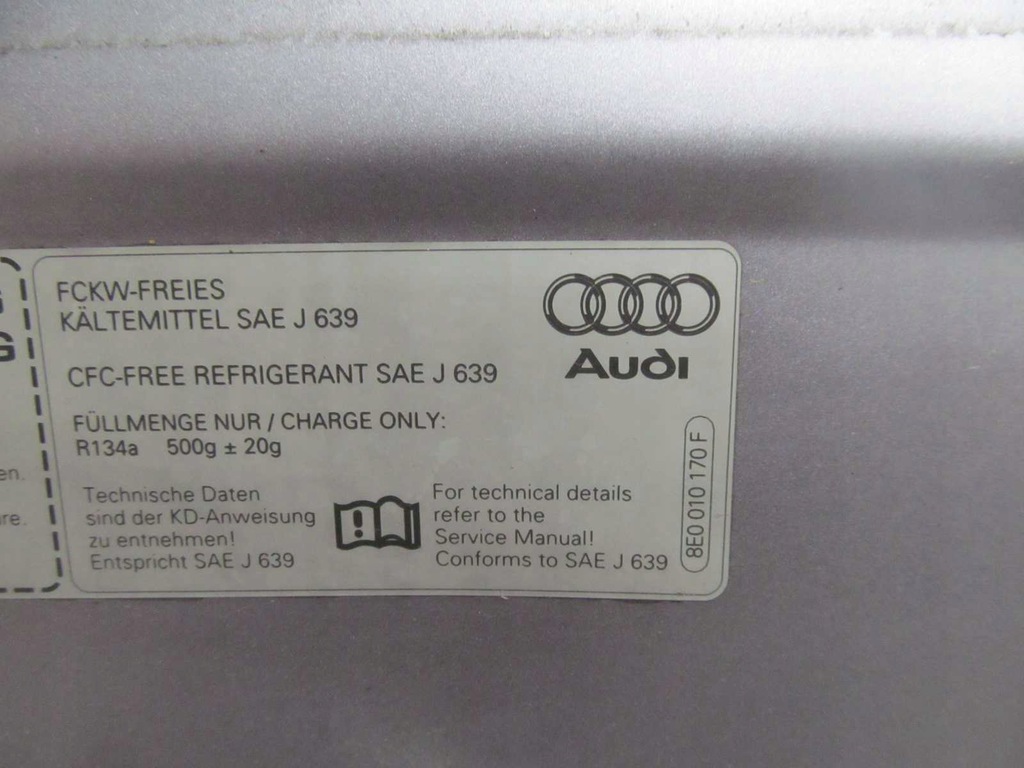 FCKW-FREIES
KÄLTEMITTEL SAE J 639
CFC-FREE REFRIGERANT SAE J 639
FÜLLMENGE NUR / CHARGE ONLY:
R134a 500g ± 20g
Technische Daten
sind der KD-Anweisung
zu entnehmen!
Entspricht SAE J 639
For technical details
refer to the
Service Manual!
Conforms to SAE J 639
Audi
8E0 010 170 F
G
en.
re.